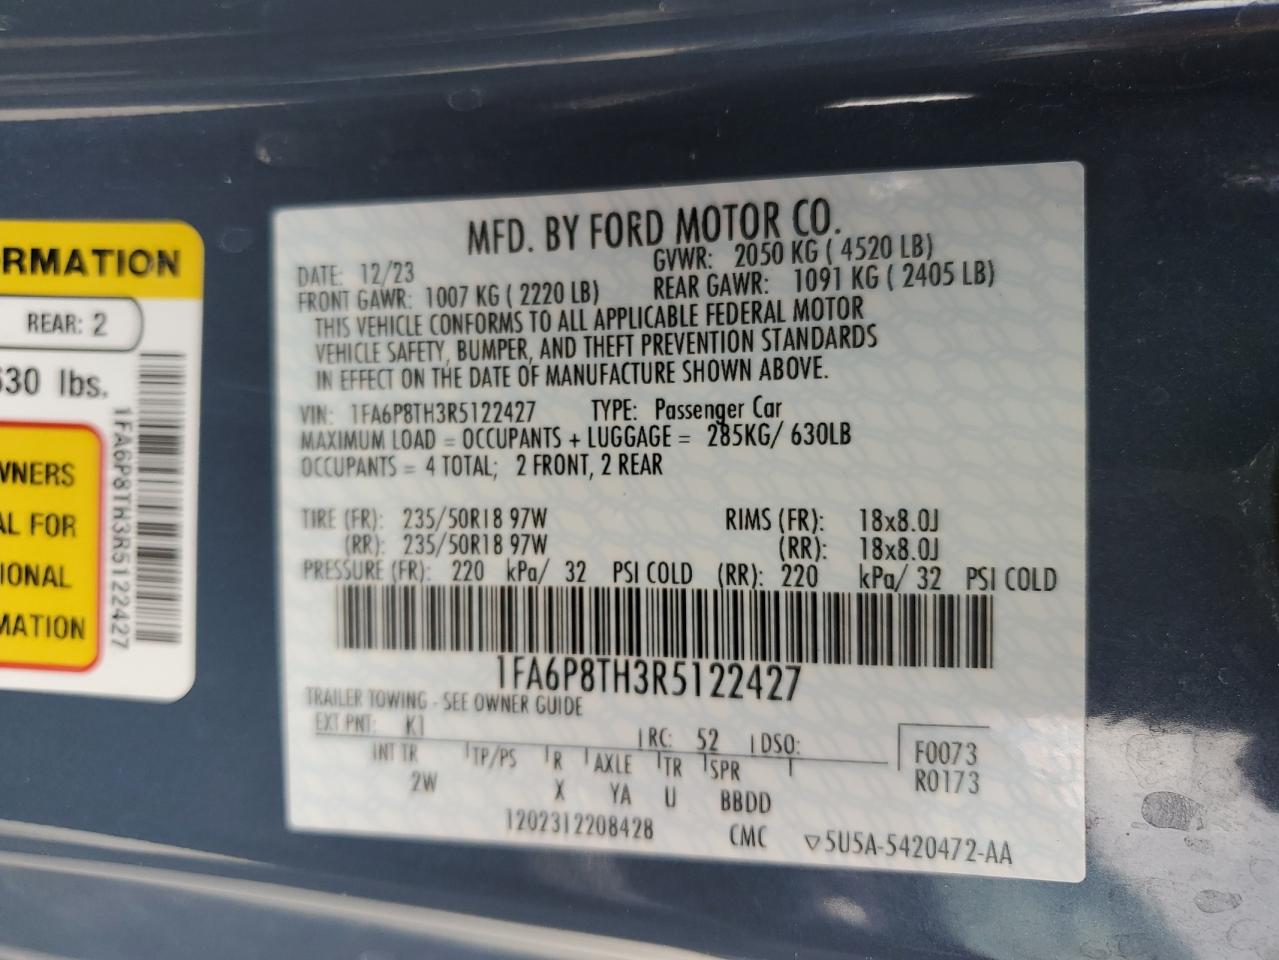 RMATION
REAR: 2
630 lbs.
WNERS
AL FOR
IONAL
MATION
1FA6P8TH3R5122427
MFD. BY FORD MOTOR CO.
DATE: 12/23 GVWR: 2050 KG ( 4520 LB)
FRONT GAWR: 1007 KG ( 2220 LB) REAR GAWR: 1091 KG ( 2405 LB)
THIS VEHICLE CONFORMS TO ALL APPLICABLE FEDERAL MOTOR
VEHICLE SAFETY, BUMPER, AND THEFT PREVENTION STANDARDS
IN EFFECT ON THE DATE OF MANUFACTURE SHOWN ABOVE.
VIN: 1FA6P8TH3R5122427 TYPE: Passenger Car
MAXIMUM LOAD = OCCUPANTS + LUGGAGE = 285KG/ 630LB
OCCUPANTS = 4 TOTAL; 2 FRONT, 2 REAR
TIRE (FR): 235/50R18 97W RIMS (FR): 18x8.0J
(RR): 235/50R18 97W (RR): 18x8.0J
PRESSURE (FR): 220 kPa/ 32 PSI COLD (RR): 220 kPa/ 32 PSI COLD
1FA6P8TH3R5122427
TRAILER TOWING - SEE OWNER GUIDE
EXT PNT: K1 RC: 52 DSO:
INT TR TP/PS R AXLE TR SPR F0073
2W X YA U BBDD R0173
1202312208428 CMC ▽5U5A-5420472-AA